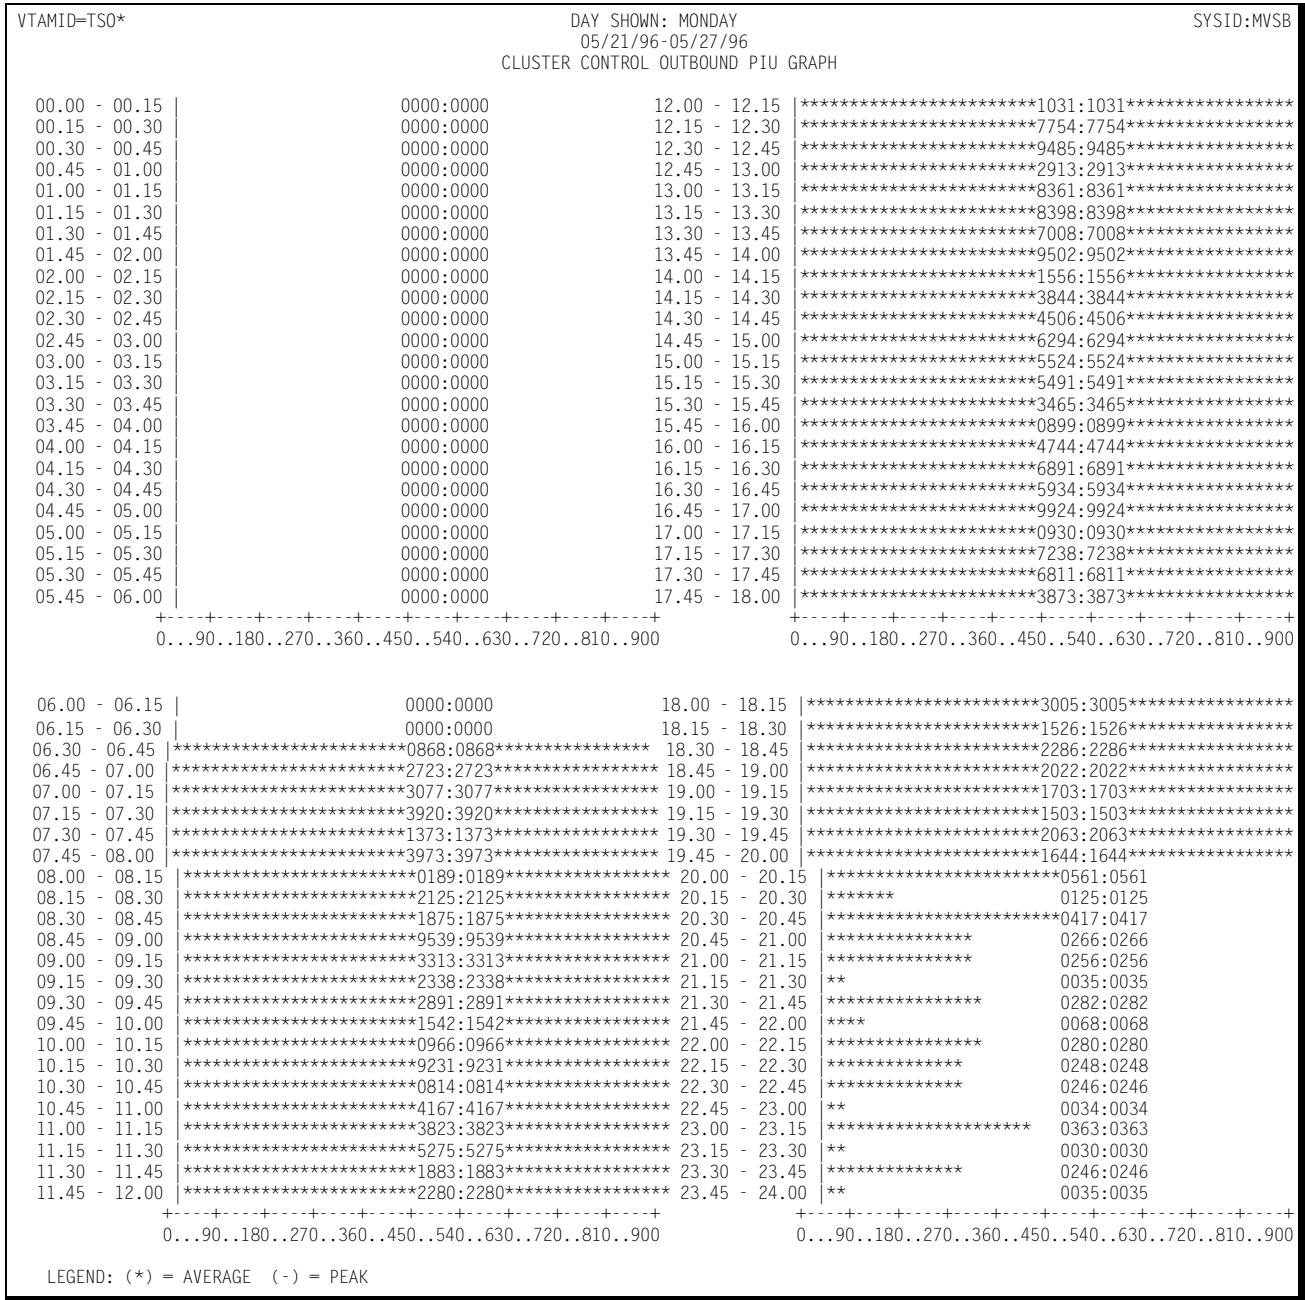 VTAMID=TSO* DAY SHOWN: MONDAY SYSID:MVSB
05/21/96-05/27/96
CLUSTER CONTROL OUTBOUND PIU GRAPH
00.00 - 00.15 | 0000:0000 12.00 - 12.15 |************************1031:1031*****************
00.15 - 00.30 | 0000:0000 12.15 - 12.30 |************************7754:7754*****************
00.30 - 00.45 | 0000:0000 12.30 - 12.45 |************************9485:9485*****************
00.45 - 01.00 | 0000:0000 12.45 - 13.00 |************************2913:2913*****************
01.00 - 01.15 | 0000:0000 13.00 - 13.15 |************************8361:8361*****************
01.15 - 01.30 | 0000:0000 13.15 - 13.30 |************************8398:8398*****************
01.30 - 01.45 | 0000:0000 13.30 - 13.45 |************************7008:7008*****************
01.45 - 02.00 | 0000:0000 13.45 - 14.00 |************************9502:9502*****************
02.00 - 02.15 | 0000:0000 14.00 - 14.15 |************************1556:1556*****************
02.15 - 02.30 | 0000:0000 14.15 - 14.30 |************************3844:3844*****************
02.30 - 02.45 | 0000:0000 14.30 - 14.45 |************************4506:4506*****************
02.45 - 03.00 | 0000:0000 14.45 - 15.00 |************************6294:6294*****************
03.00 - 03.15 | 0000:0000 15.00 - 15.15 |************************5524:5524*****************
03.15 - 03.30 | 0000:0000 15.15 - 15.30 |************************5491:5491*****************
03.30 - 03.45 | 0000:0000 15.30 - 15.45 |************************3465:3465*****************
03.45 - 04.00 | 0000:0000 15.45 - 16.00 |************************0899:0899*****************
04.00 - 04.15 | 0000:0000 16.00 - 16.15 |************************4744:4744*****************
04.15 - 04.30 | 0000:0000 16.15 - 16.30 |************************6891:6891*****************
04.30 - 04.45 | 0000:0000 16.30 - 16.45 |************************5934:5934*****************
04.45 - 05.00 | 0000:0000 16.45 - 17.00 |************************9924:9924*****************
05.00 - 05.15 | 0000:0000 17.00 - 17.15 |************************0930:0930*****************
05.15 - 05.30 | 0000:0000 17.15 - 17.30 |************************7238:7238*****************
05.30 - 05.45 | 0000:0000 17.30 - 17.45 |************************6811:6811*****************
05.45 - 06.00 | 0000:0000 17.45 - 18.00 |************************3873:3873*****************
+----+----+----+----+----+----+----+----+----+----+ +----+----+----+----+----+----+----+----+----+----+
0...90..180..270..360..450..540..630..720..810..900 0...90..180..270..360..450..540..630..720..810..900
06.00 - 06.15 | 0000:0000 18.00 - 18.15 |************************3005:3005*****************
06.15 - 06.30 | 0000:0000 18.15 - 18.30 |************************1526:1526*****************
06.30 - 06.45 |************************0868:0868**************** 18.30 - 18.45 |************************2286:2286*****************
06.45 - 07.00 |************************2723:2723***************** 18.45 - 19.00 |************************2022:2022*****************
07.00 - 07.15 |************************3077:3077***************** 19.00 - 19.15 |************************1703:1703*****************
07.15 - 07.30 |************************3920:3920***************** 19.15 - 19.30 |************************1503:1503*****************
07.30 - 07.45 |************************1373:1373***************** 19.30 - 19.45 |************************2063:2063*****************
07.45 - 08.00 |************************3973:3973***************** 19.45 - 20.00 |************************1644:1644*****************
08.00 - 08.15 |************************0189:0189***************** 20.00 - 20.15 |************************0561:0561
08.15 - 08.30 |************************2125:2125***************** 20.15 - 20.30 |******* 0125:0125
08.30 - 08.45 |************************1875:1875***************** 20.30 - 20.45 |************************0417:0417
08.45 - 09.00 |************************9539:9539***************** 20.45 - 21.00 |*************** 0266:0266
09.00 - 09.15 |************************3313:3313***************** 21.00 - 21.15 |*************** 0256:0256
09.15 - 09.30 |************************2338:2338***************** 21.15 - 21.30 |** 0035:0035
09.30 - 09.45 |************************2891:2891***************** 21.30 - 21.45 |**************** 0282:0282
09.45 - 10.00 |************************1542:1542***************** 21.45 - 22.00 |**** 0068:0068
10.00 - 10.15 |************************0966:0966***************** 22.00 - 22.15 |**************** 0280:0280
10.15 - 10.30 |************************9231:9231***************** 22.15 - 22.30 |************** 0248:0248
10.30 - 10.45 |************************0814:0814***************** 22.30 - 22.45 |************** 0246:0246
10.45 - 11.00 |************************4167:4167***************** 22.45 - 23.00 |** 0034:0034
11.00 - 11.15 |************************3823:3823***************** 23.00 - 23.15 |********************* 0363:0363
11.15 - 11.30 |************************5275:5275***************** 23.15 - 23.30 |** 0030:0030
11.30 - 11.45 |************************1883:1883***************** 23.30 - 23.45 |************** 0246:0246
11.45 - 12.00 |************************2280:2280***************** 23.45 - 24.00 |** 0035:0035
+----+----+----+----+----+----+----+----+----+----+ +----+----+----+----+----+----+----+----+----+----+
0...90..180..270..360..450..540..630..720..810..900 0...90..180..270..360..450..540..630..720..810..900
LEGEND: (*) = AVERAGE (-) = PEAK